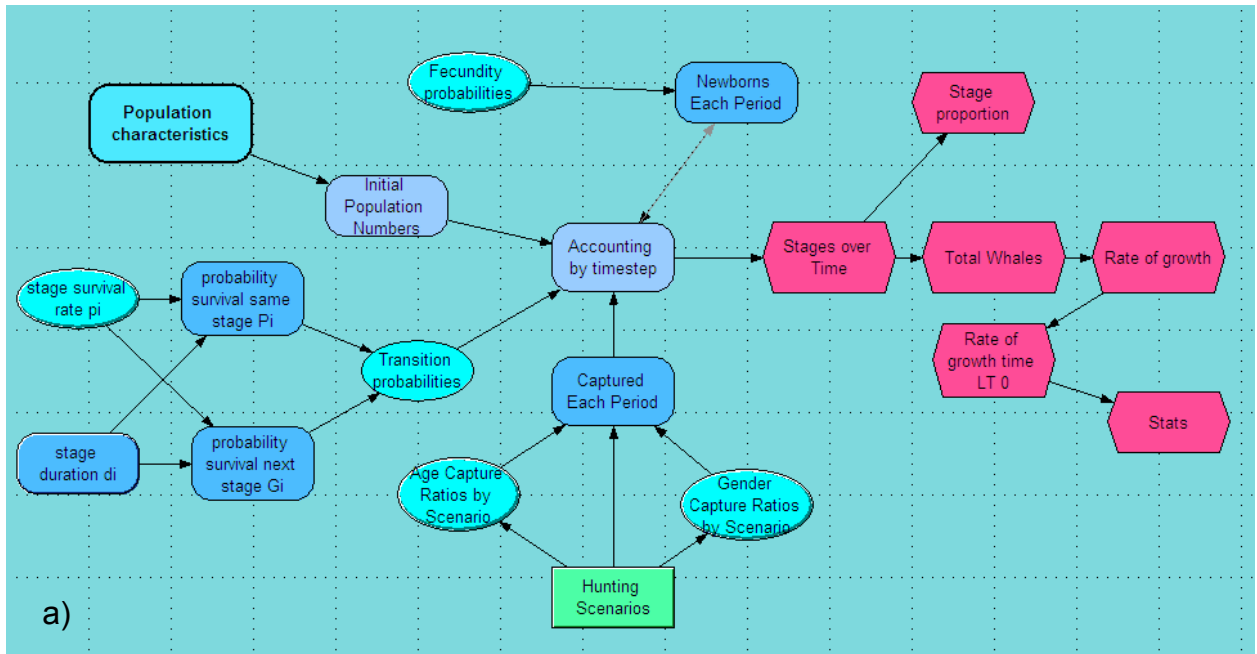 Fecundity
probabilities
Newborns
Each Period
Stage
proportion
Population
characteristics
Initial
Population
Numbers
Accounting
by timestep
Stages over
Time
Total Whales
Rate of growth
stage survival
rate pi
probability
survival same
stage Pi
Transition
probabilities
Captured
Each Period
Rate of
growth time
LT 0
Stats
stage
duration di
probability
survival next
stage Gi
Age Capture
Ratios by
Scenario
Gender
Capture Ratios
by Scenario
Hunting
Scenarios
a)